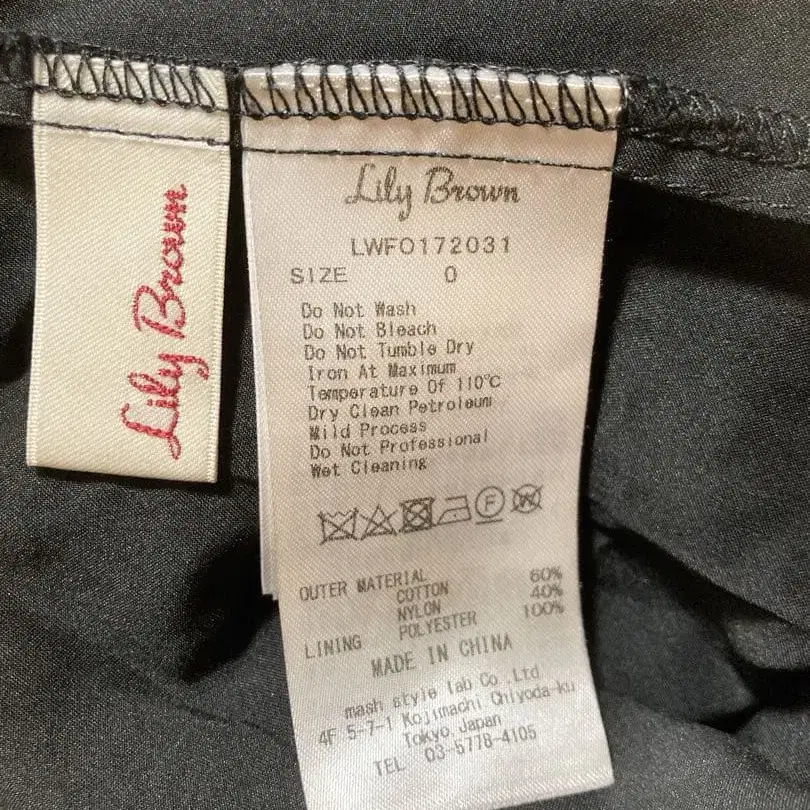 Lily Brown
Lily Brown
LWFO172031
SIZE 0
Do Not Wash
Do Not Bleach
Do Not Tumble Dry
Iron At Maximum
Temperature Of 110℃
Dry Clean Petroleum
Mild Process
Do Not Professional
Wet Cleaning
F W
OUTER MATERIAL
COTTON 60%
NYLON 40%
LINING POLYESTER 100%
MADE IN CHINA
mash style lab Co.,Ltd
4F 5-7-1 Kojimachi Chiyoda-ku
Tokyo,Japan
TEL 03-5778-4105